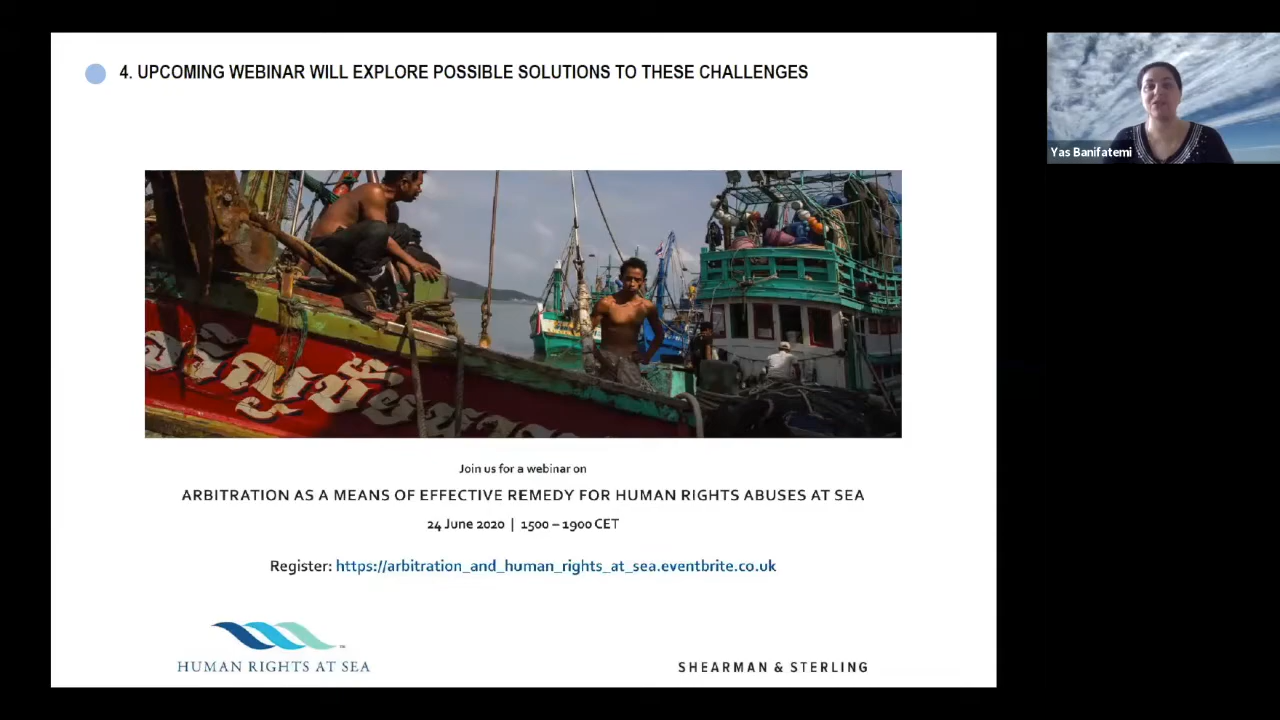 4. UPCOMING WEBINAR WILL EXPLORE POSSIBLE SOLUTIONS TO THESE CHALLENGES
Yas Banifatemi
Join us for a webinar on
ARBITRATION AS A MEANS OF EFFECTIVE REMEDY FOR HUMAN RIGHTS ABUSES AT SEA
24 June 2020 | 1500 – 1900 CET
Register: https://arbitration_and_human_rights_at_sea.eventbrite.co.uk
HUMAN RIGHTS AT SEA
SHEARMAN & STERLING